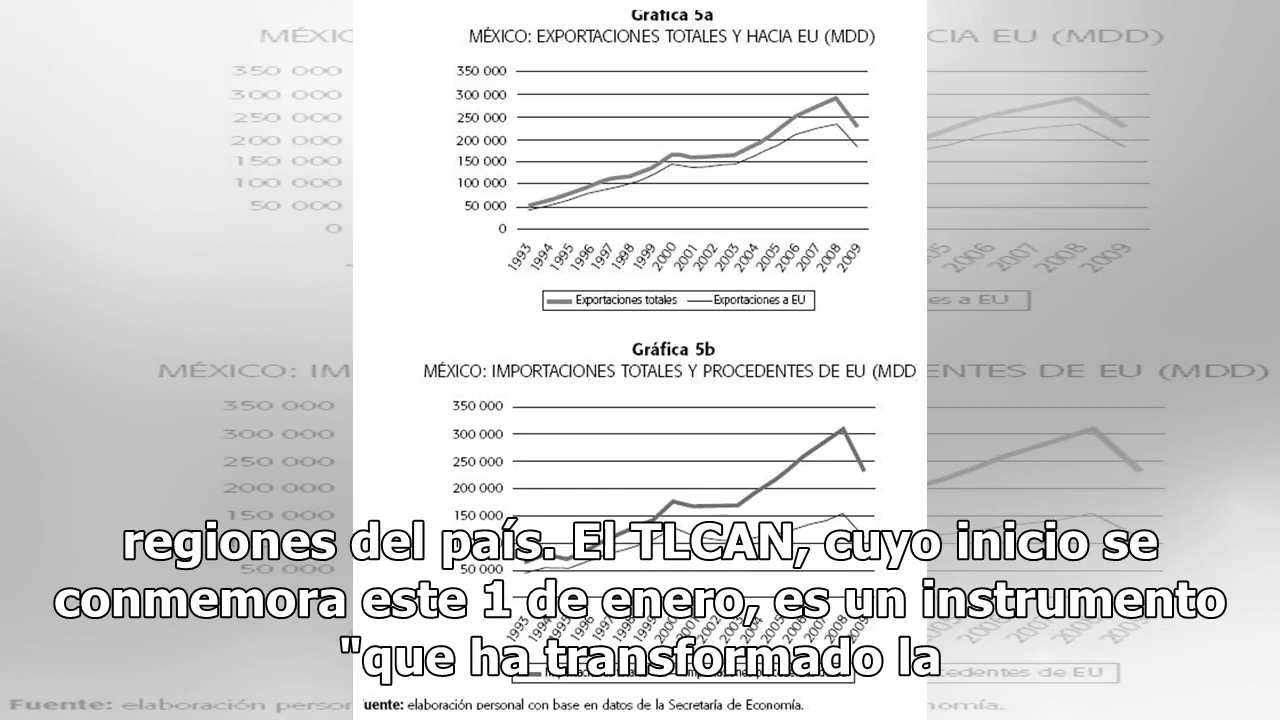 Gráfica 5a
MÉXICO: EXPORTACIONES TOTALES Y HACIA EU (MDD)
350 000
300 000
250 000
200 000
150 000
100 000
50 000
0
1993 1994 1995 1996 1997 1998 1999 2000 2001 2002 2003 2004 2005 2006 2007 2008 2009
Exportaciones totales Exportaciones a EU
Gráfica 5b
MÉXICO: IMPORTACIONES TOTALES Y PROCEDENTES DE EU (MDD
350 000
300 000
250 000
200 000
150 000
50 000
regiones del país. El TLCAN, cuyo inicio se
conmemora este 1 de enero, es un instrumento
"que ha transformado la
uente: elaboración personal con base en datos de la Secretaría de Economía.